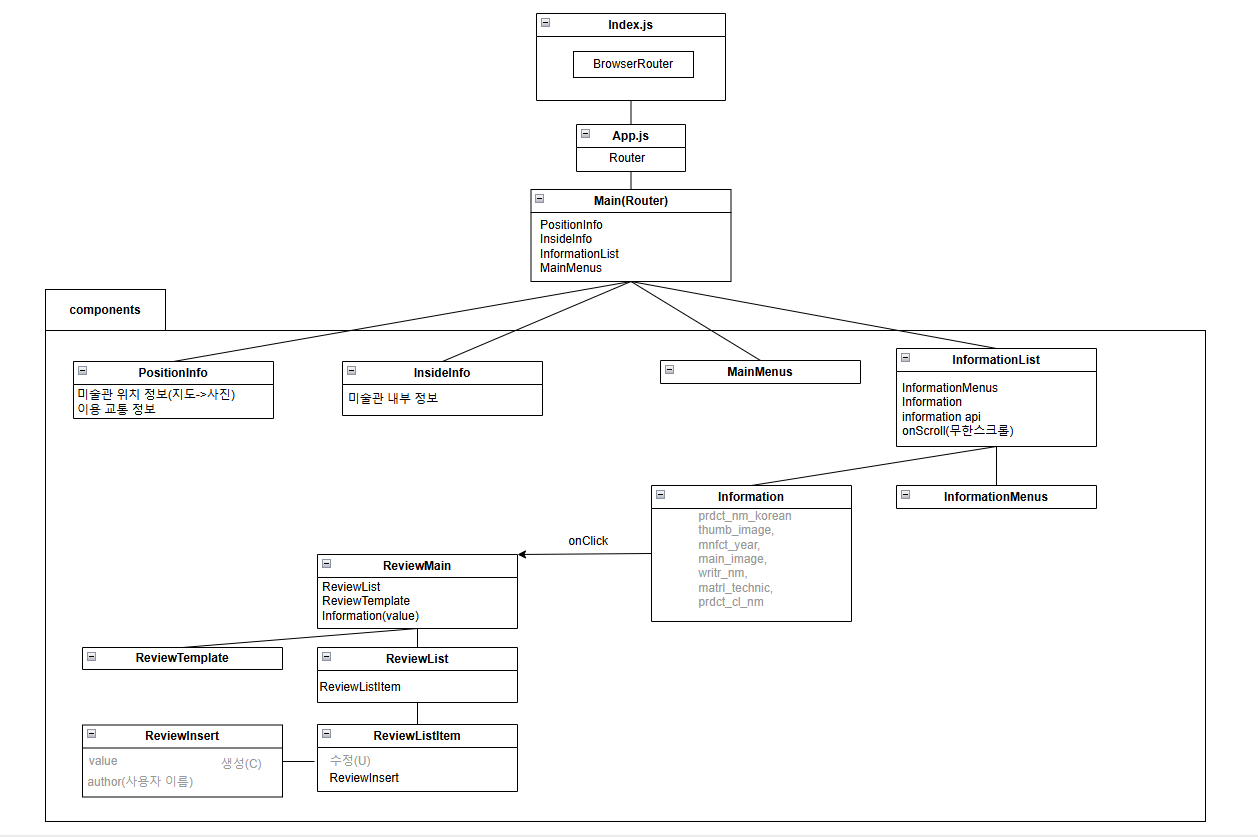 Index.js
BrowserRouter
App.js
Router
Main(Router)
PositionInfo
InsideInfo
InformationList
MainMenus
components
PositionInfo
미술관 위치 정보(지도->사진)
이용 교통 정보
InsideInfo
미술관 내부 정보
MainMenus
InformationList
InformationMenus
Information
information api
onScroll(무한스크롤)
Information
prdct_nm_korean
thumb_image,
mnfct_year,
main_image,
writr_nm,
matrl_technic,
prdct_cl_nm
InformationMenus
onClick
ReviewMain
ReviewList
ReviewTemplate
Information(value)
ReviewTemplate
ReviewList
ReviewListItem
ReviewInsert
value
생성(C)
author(사용자 이름)
ReviewListItem
수정(U)
ReviewInsert